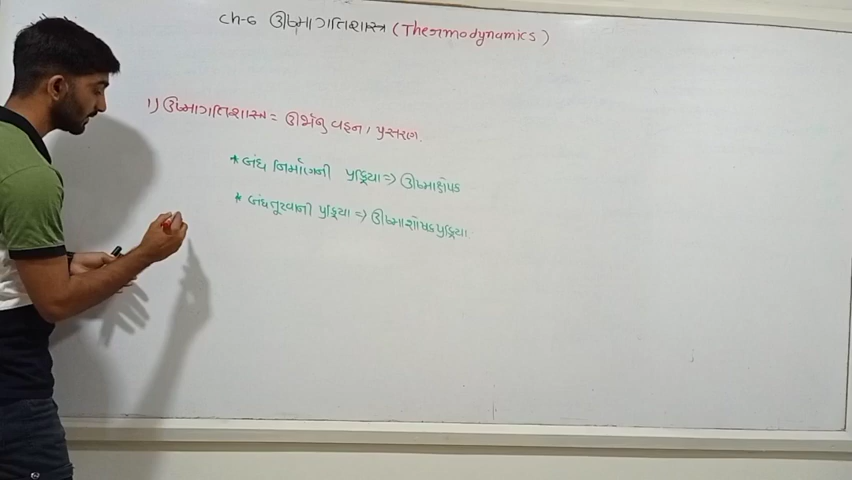 Ch-6 ઊષ્માગતિશાસ્ત્ર (Thermodynamics)
1) ઊષ્માગતિશાસ્ત્ર = ઊર્જાનું વહન / પ્રસરણ.
* બંધ નિર્માણની પ્રક્રિયા => ઊષ્માક્ષેપક
* બંધ તૂટવાની પ્રક્રિયા => ઊષ્માશોષક પ્રક્રિયા.